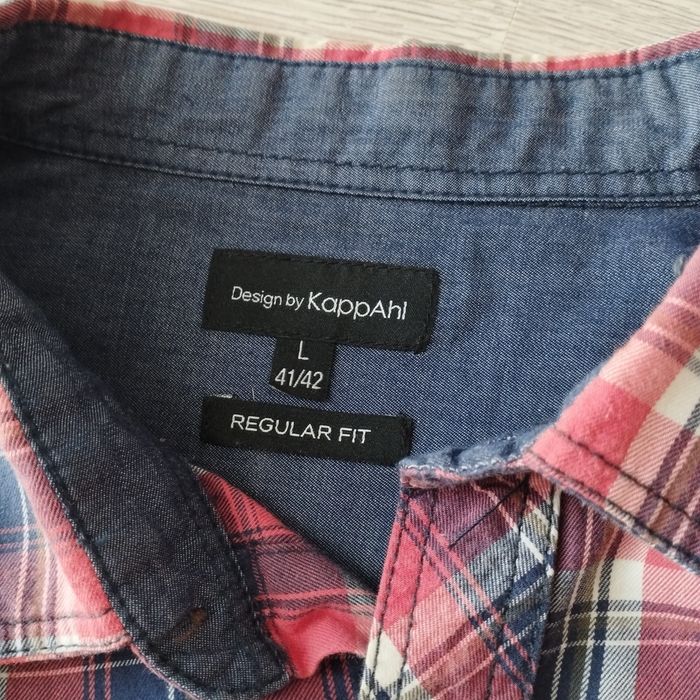 Design by KappAhl
L
41/42
REGULAR FIT